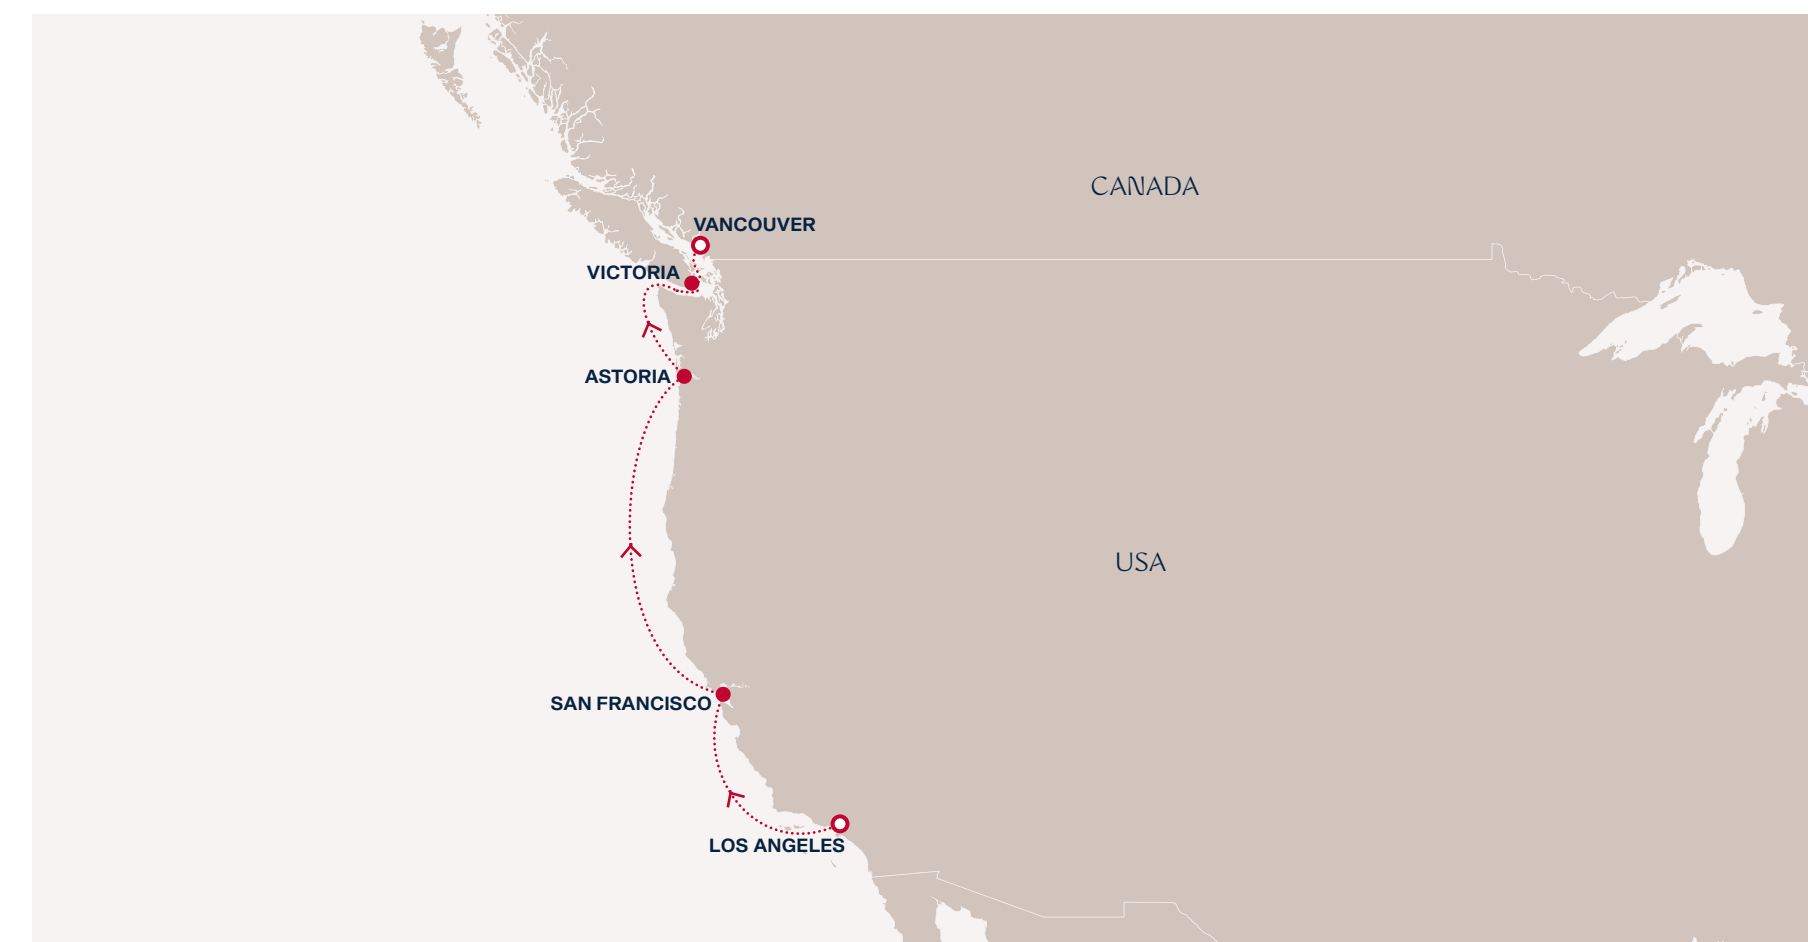 CANADA
VANCOUVER
VICTORIA
ASTORIA
USA
SAN FRANCISCO
LOS ANGELES